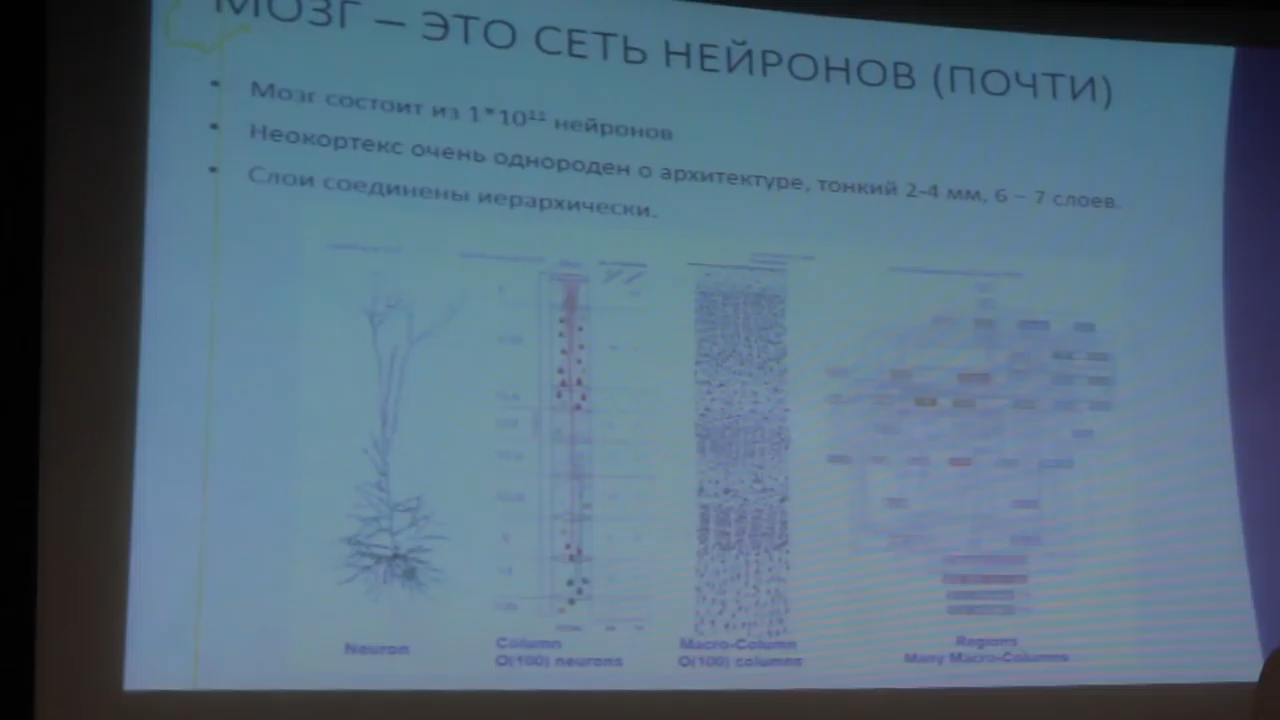 МОЗГ – ЭТО СЕТЬ НЕЙРОНОВ (ПОЧТИ)
• Мозг состоит из 1*10¹¹ нейронов
• Неокортекс очень однороден о архитектуре, тонкий 2-4 мм, 6 – 7 слоев.
• Слои соединены иерархически.
Neuron
Column
O(100) neurons
Macro-Column
O(100) columns
Regions
Many Macro-Columns